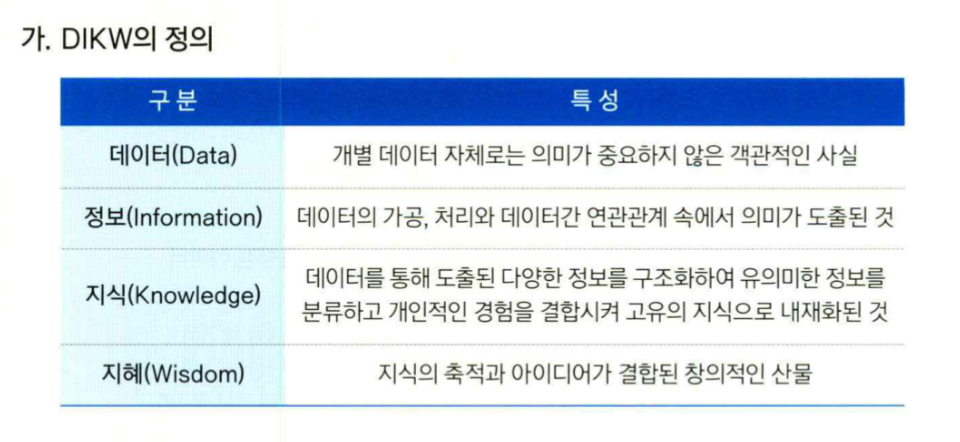 가. DIKW의 정의
구분 특성
데이터(Data) 개별 데이터 자체로는 의미가 중요하지 않은 객관적인 사실
정보(Information) 데이터의 가공, 처리와 데이터간 연관관계 속에서 의미가 도출된 것
지식(Knowledge) 데이터를 통해 도출된 다양한 정보를 구조화하여 유의미한 정보를
분류하고 개인적인 경험을 결합시켜 고유의 지식으로 내재화된 것
지혜(Wisdom) 지식의 축적과 아이디어가 결합된 창의적인 산물